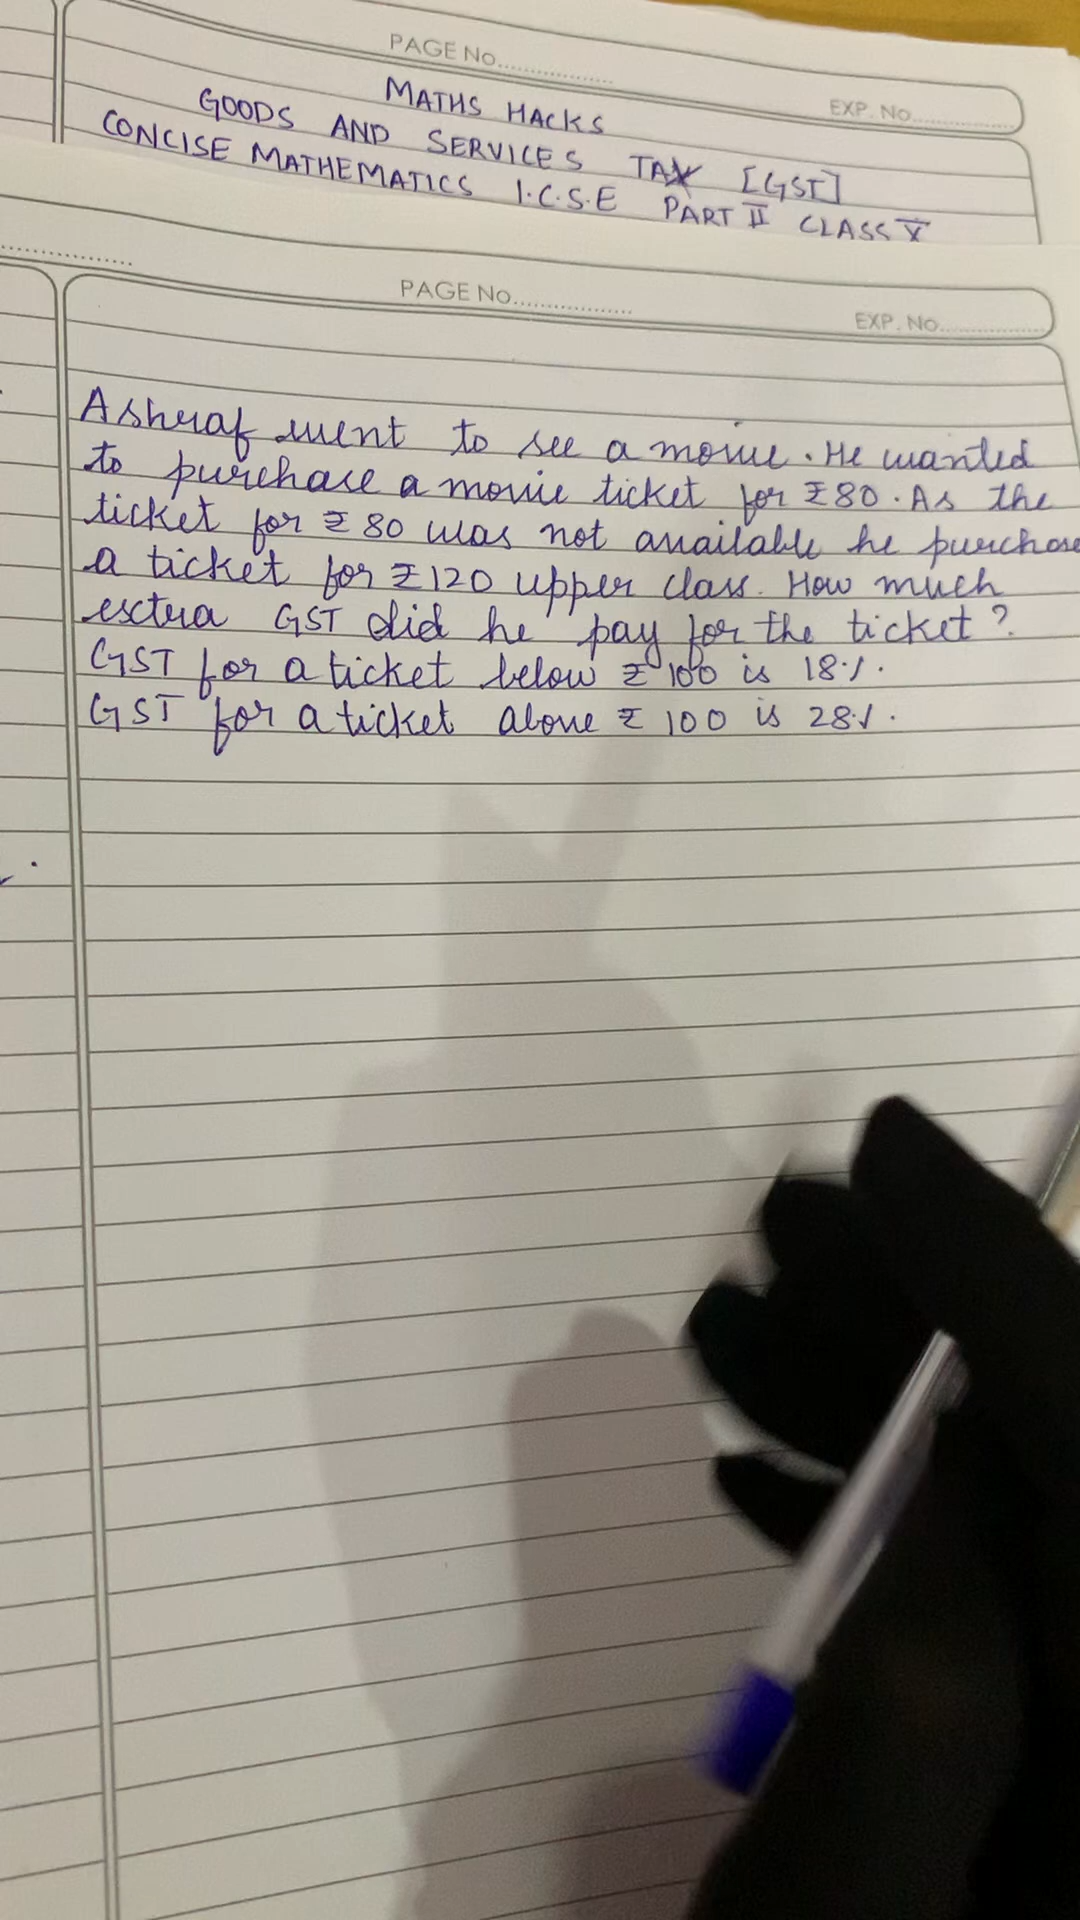 PAGE No.
EXP. No.
MATHS HACKS
GOODS AND SERVICES TAX [GST]
CONCISE MATHEMATICS I.C.S.E PART II CLASS X
PAGE No.
EXP. No.
Ashraf went to see a movie. He wanted
to purchase a movie ticket for ₹80. As the
ticket for ₹80 was not available he purchase
a ticket for ₹120 upper class. How much
extra GST did he pay for the ticket?
GST for a ticket below ₹100 is 18%.
GST for a ticket above ₹100 is 28%.